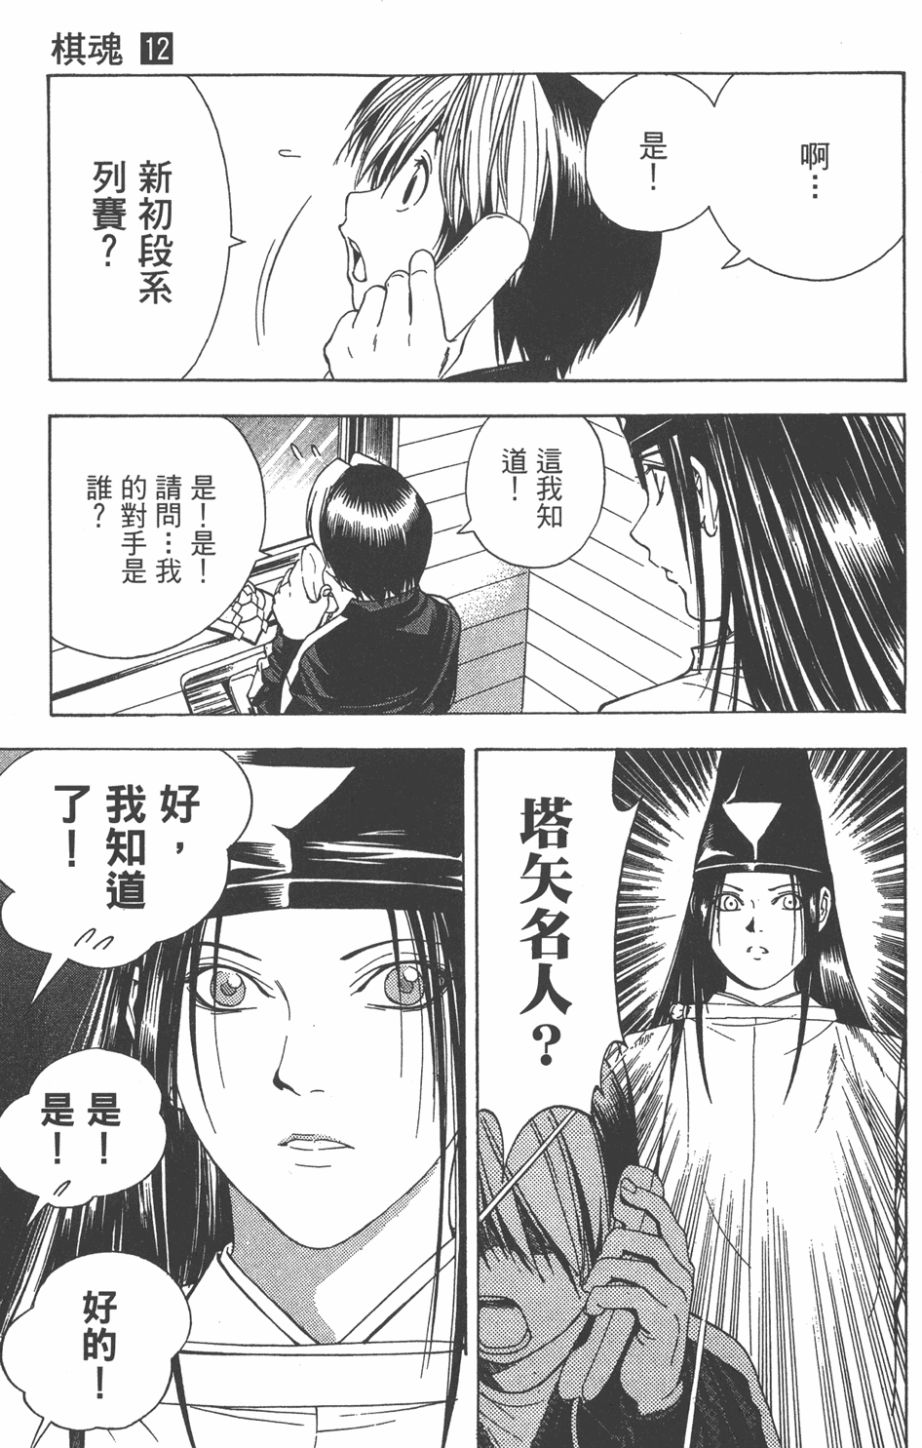 棋魂 12
啊…
是！
新初段系
列賽？
這我知
道！
是！是！
請問…我
的對手是
誰？
塔矢名人？
好，
我知道
了！
是！
是！
好的！